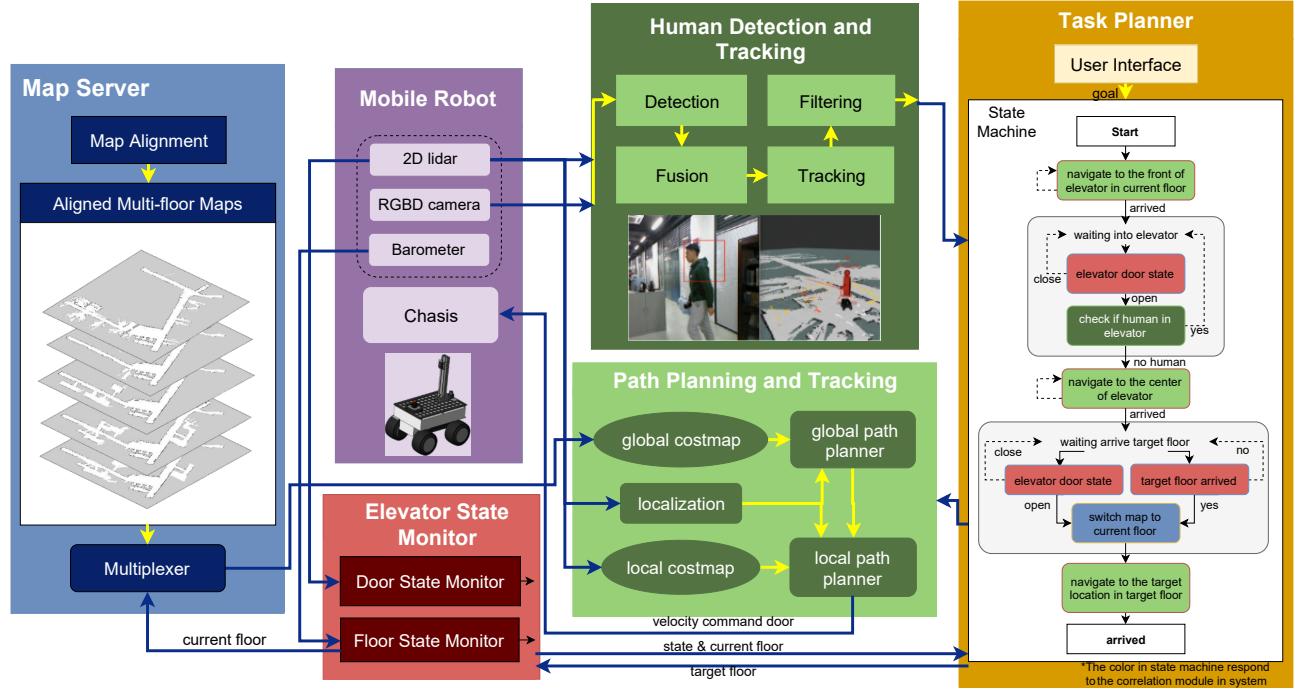 Map Server
Map Alignment
Aligned Multi-floor Maps
Multiplexer
current floor
Mobile Robot
2D lidar
RGBD camera
Barometer
Chasis
Elevator State
Monitor
Door State Monitor
Floor State Monitor
Human Detection and
Tracking
Detection
Filtering
Fusion
Tracking
Path Planning and Tracking
global costmap
global path
planner
localization
local costmap
local path
planner
velocity command door
state & current floor
target floor
Task Planner
User Interface
goal
State
Machine
Start
navigate to the front of
elevator in current floor
arrived
waiting into elevator
elevator door state
close
open
check if human in
elevator
yes
no human
navigate to the center
of elevator
arrived
waiting arrive target floor
close
no
elevator door state
target floor arrived
open
yes
switch map to
current floor
navigate to the target
location in target floor
arrived
*The color in state machine respond
to the correlation module in system